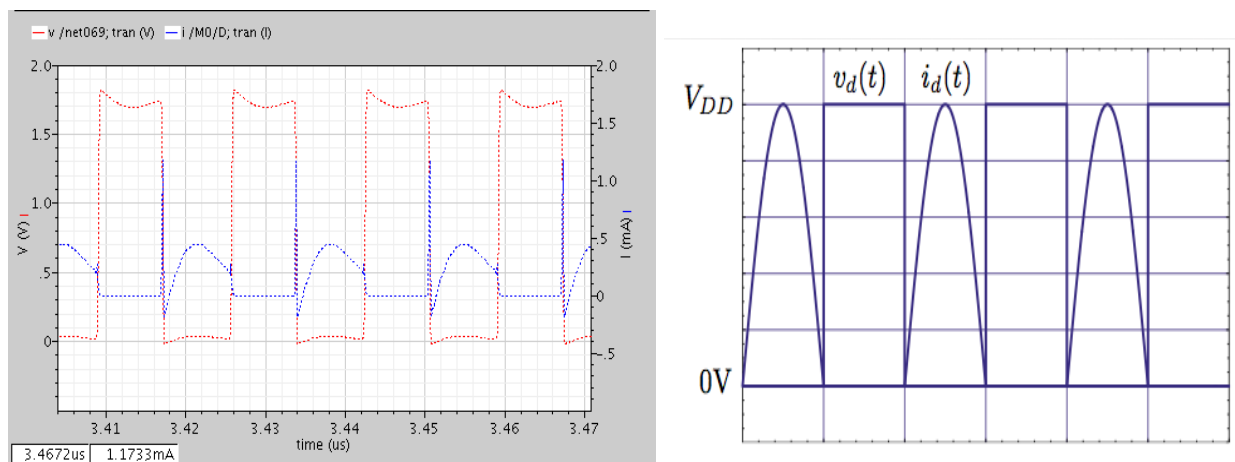 v /net069; tran (V) i /M0/D; tran (I)
2.0 2.0
1.5 1.5
1.0 1.0
.5 .5
0 0
-.5
V (V)
I (mA)
3.41 3.42 3.43 3.44 3.45 3.46 3.47
time (us)
3.4672us 1.1733mA
v_d(t) i_d(t)
V_{DD}
0V